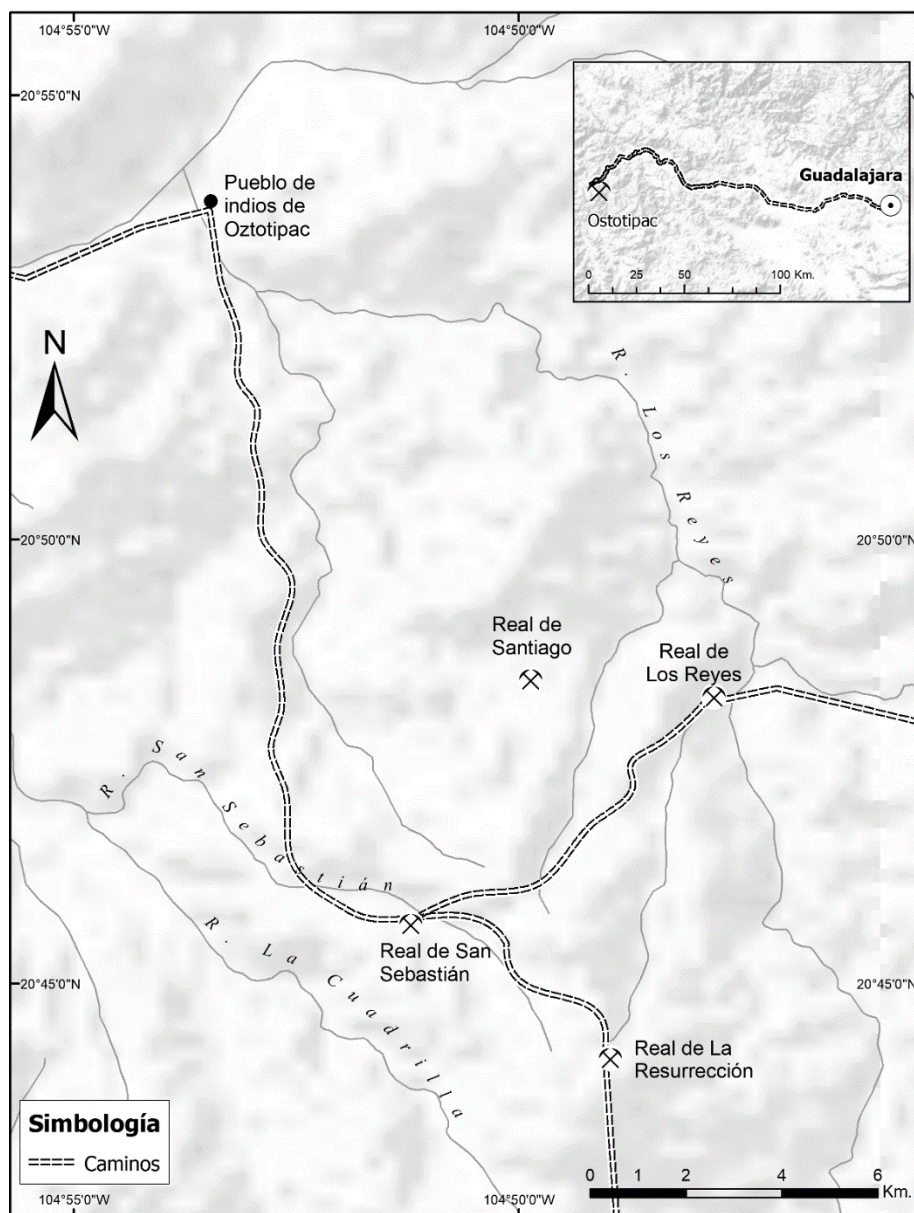 104°55'0"W
104°50'0"W
20°55'0"N
Pueblo de
indios de
Oztotipac
Guadalajara
Ostotipac
0 25 50 100 Km.
N
R. Los Reyes
20°50'0"N
20°50'0"N
Real de
Santiago
Real de
Los Reyes
R. San Sebastián
Real de San
Sebastián
R. La Cuadrilla
20°45'0"N
20°45'0"N
Real de La
Resurrección
Simbología
Caminos
0 1 2 4 6
Km.
104°55'0"W
104°50'0"W